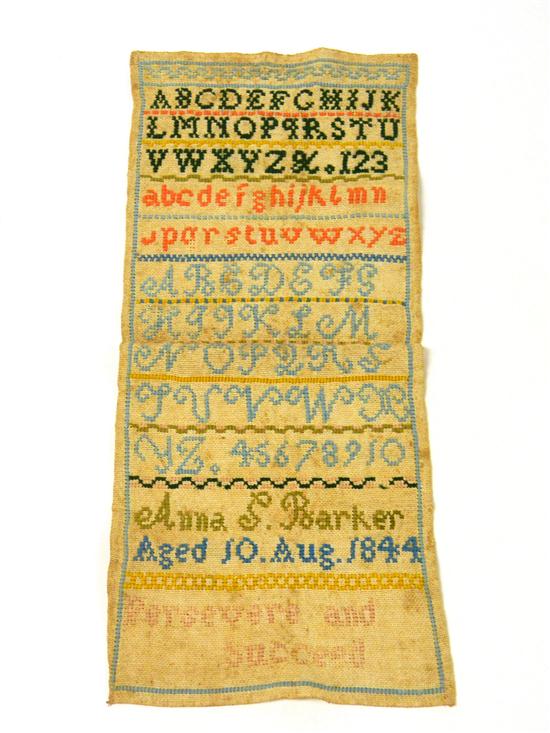 ABCDEFGHIJK
LMNOPQRSTU
VWXYZ&.123
abcdefghijklmn
opqrstuvwxyz
ABCDEFG
HIJKLM
NOPQRS
TUVWX
YZ. 45678910
Anna S. Barker
Aged 10. Aug. 1844
Persevere and
Succeed